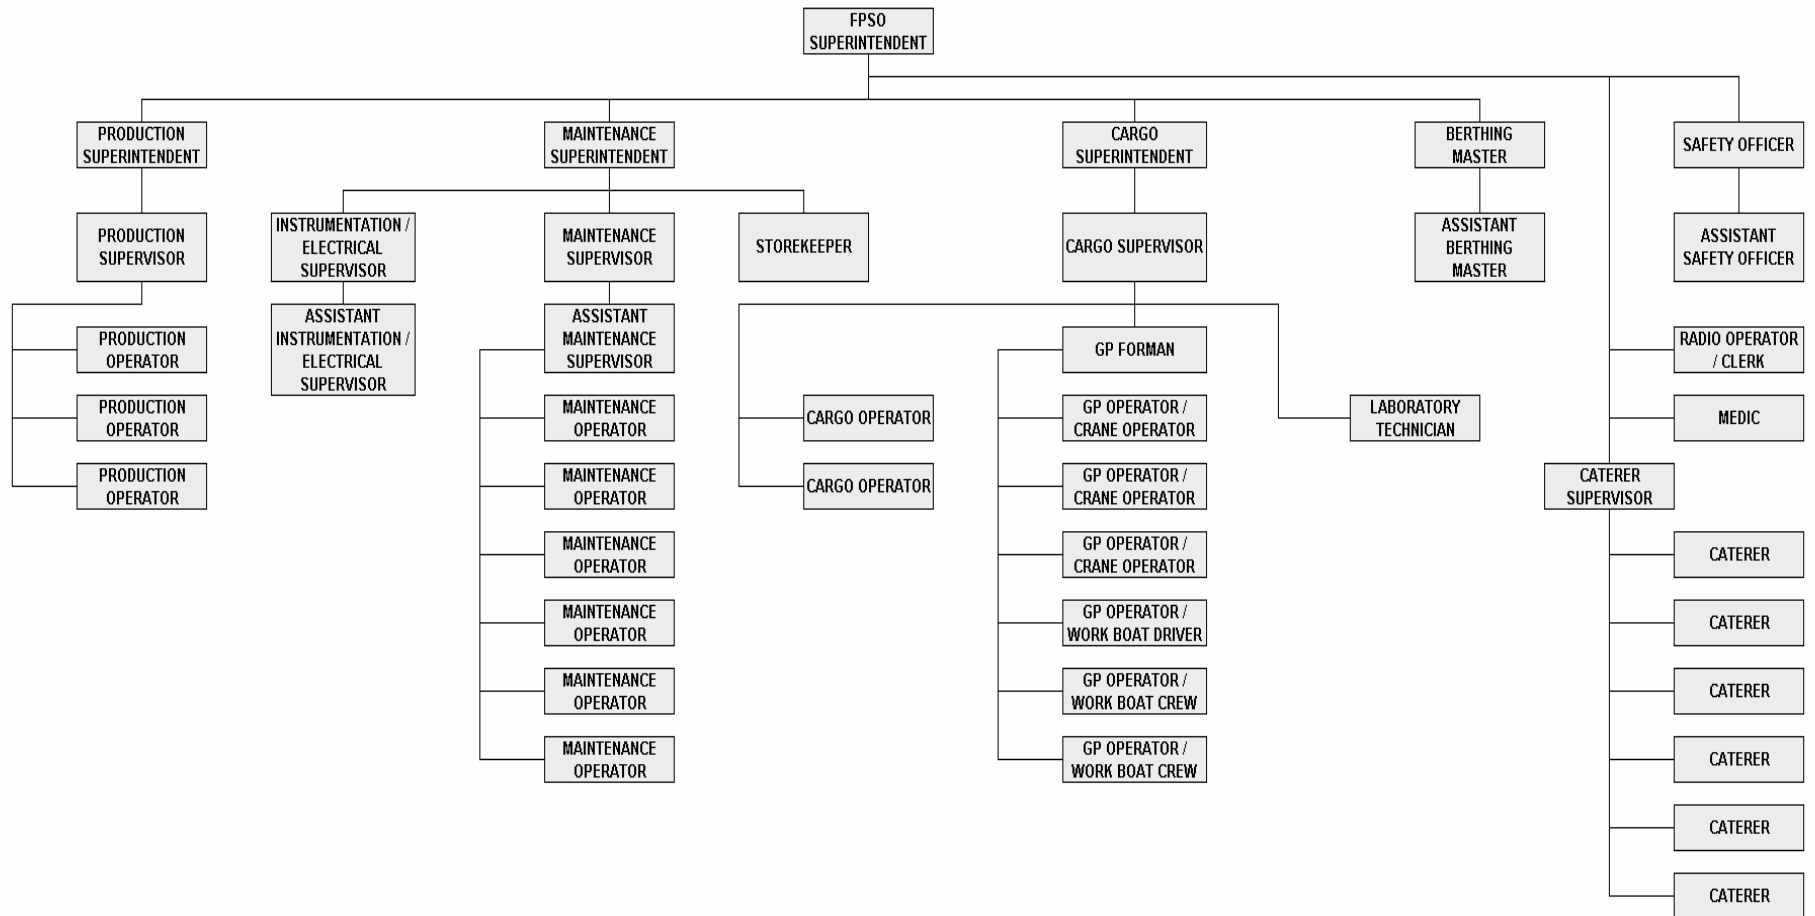 FPSO
SUPERINTENDENT
PRODUCTION
SUPERINTENDENT
MAINTENANCE
SUPERINTENDENT
CARGO
SUPERINTENDENT
BERTHING
MASTER
SAFETY OFFICER
PRODUCTION
SUPERVISOR
INSTRUMENTATION /
ELECTRICAL
SUPERVISOR
MAINTENANCE
SUPERVISOR
STOREKEEPER
CARGO SUPERVISOR
ASSISTANT
BERTHING
MASTER
ASSISTANT
SAFETY OFFICER
PRODUCTION
OPERATOR
ASSISTANT
INSTRUMENTATION /
ELECTRICAL
SUPERVISOR
ASSISTANT
MAINTENANCE
SUPERVISOR
GP FORMAN
RADIO OPERATOR
/ CLERK
PRODUCTION
OPERATOR
MAINTENANCE
OPERATOR
CARGO OPERATOR
GP OPERATOR /
CRANE OPERATOR
LABORATORY
TECHNICIAN
MEDIC
PRODUCTION
OPERATOR
MAINTENANCE
OPERATOR
CARGO OPERATOR
GP OPERATOR /
CRANE OPERATOR
CATERER
SUPERVISOR
MAINTENANCE
OPERATOR
GP OPERATOR /
CRANE OPERATOR
CATERER
MAINTENANCE
OPERATOR
GP OPERATOR /
WORK BOAT DRIVER
CATERER
MAINTENANCE
OPERATOR
GP OPERATOR /
WORK BOAT CREW
CATERER
MAINTENANCE
OPERATOR
GP OPERATOR /
WORK BOAT CREW
CATERER
CATERER
CATERER